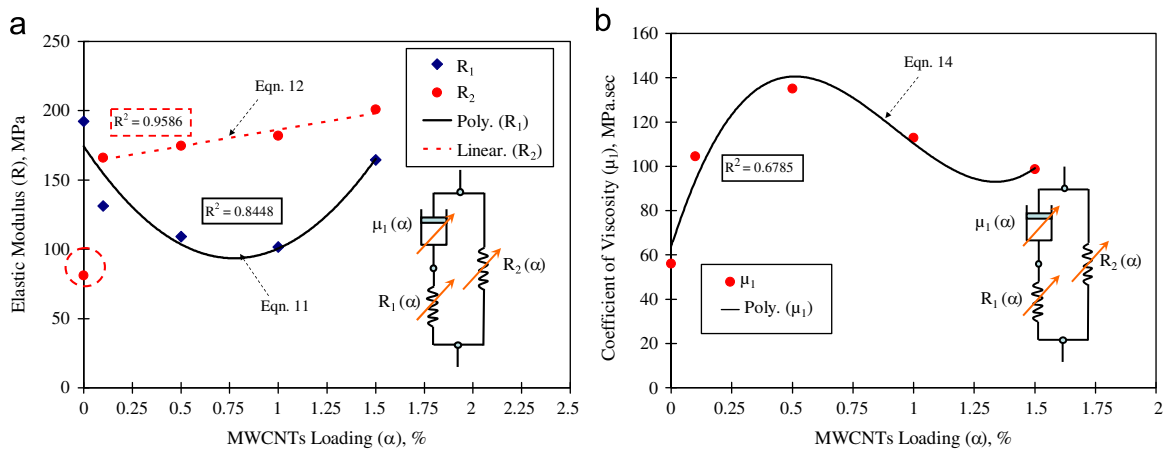 a
Elastic Modulus (R), MPa
250
200
150
100
50
0
0
0.25
0.5
0.75
1
1.25
1.5
1.75
2
2.25
2.5
MWCNTs Loading (α), %
Eqn. 12
R² = 0.9586
R² = 0.8448
Eqn. 11
R₁
R₂
Poly. (R₁)
Linear. (R₂)
μ₁(α)
R₂(α)
R₁(α)
b
Coefficient of Viscosity (μ₁), MPa.sec
160
140
120
100
80
60
40
20
0
0
0.25
0.5
0.75
1
1.25
1.5
1.75
2
MWCNTs Loading (α), %
Eqn. 14
R² = 0.6785
μ₁
Poly. (μ₁)
μ₁(α)
R₂(α)
R₁(α)